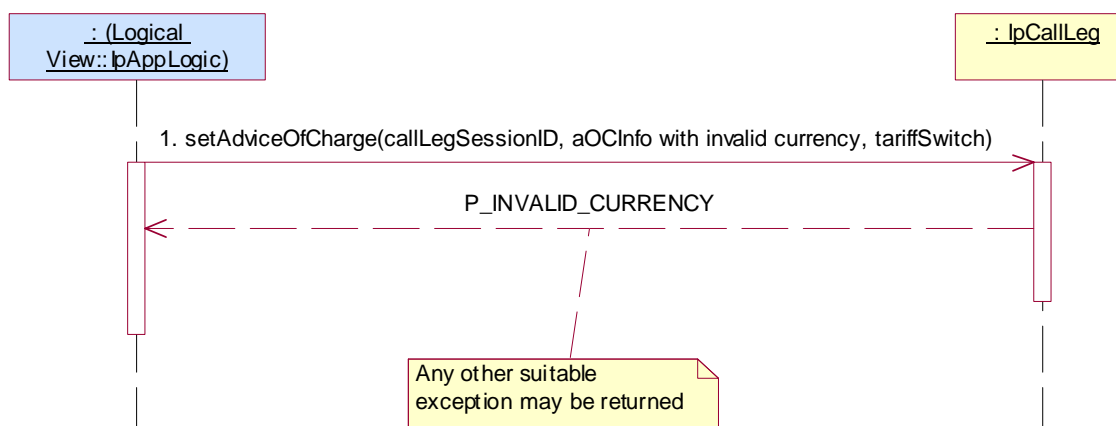 : (Logical
View::IpAppLogic)
: IpCallLeg
1. setAdviceOfCharge(callLegSessionID, aOCInfo with invalid currency, tariffSwitch)
P_INVALID_CURRENCY
Any other suitable
exception may be returned